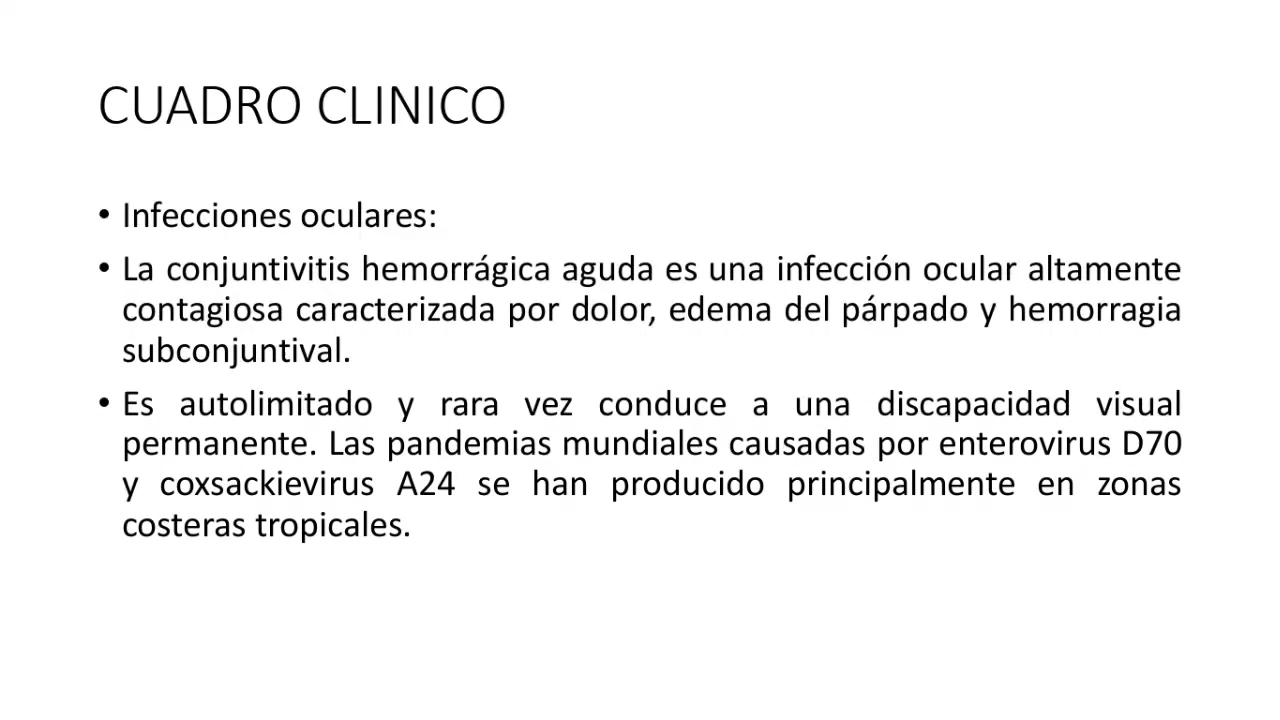 CUADRO CLINICO
• Infecciones oculares:
• La conjuntivitis hemorrágica aguda es una infección ocular altamente
contagiosa caracterizada por dolor, edema del párpado y hemorragia
subconjuntival.
• Es autolimitado y rara vez conduce a una discapacidad visual
permanente. Las pandemias mundiales causadas por enterovirus D70
y coxsackievirus A24 se han producido principalmente en zonas
costeras tropicales.